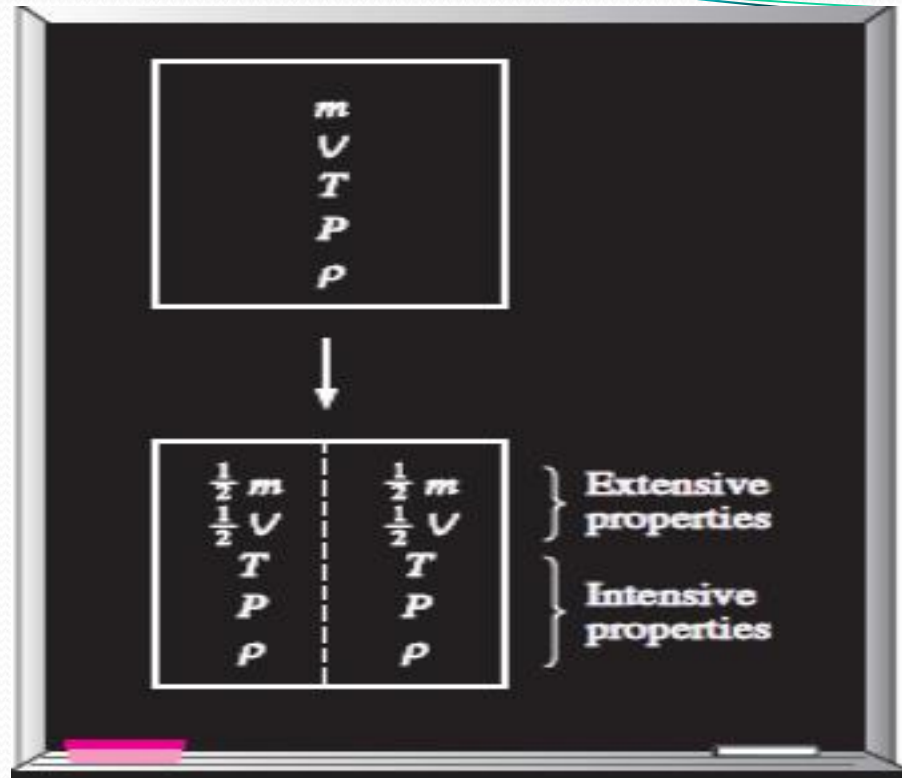 m
V
T
P
ρ
½ m ½ m } Extensive
½ V ½ V properties
T T
P P } Intensive
ρ ρ properties